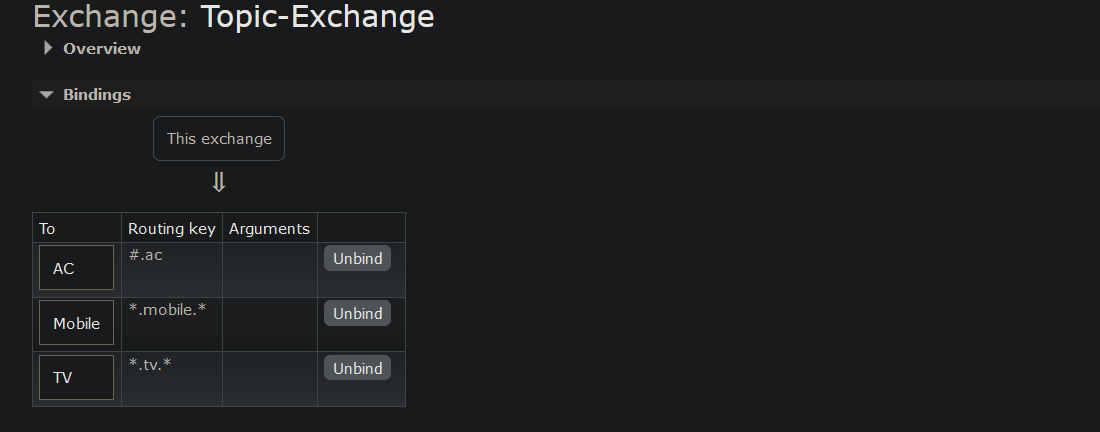 Exchange: Topic-Exchange
Overview
Bindings
This exchange
⇓
To Routing key Arguments
AC #.ac Unbind
Mobile *.mobile.* Unbind
TV *.tv.* Unbind